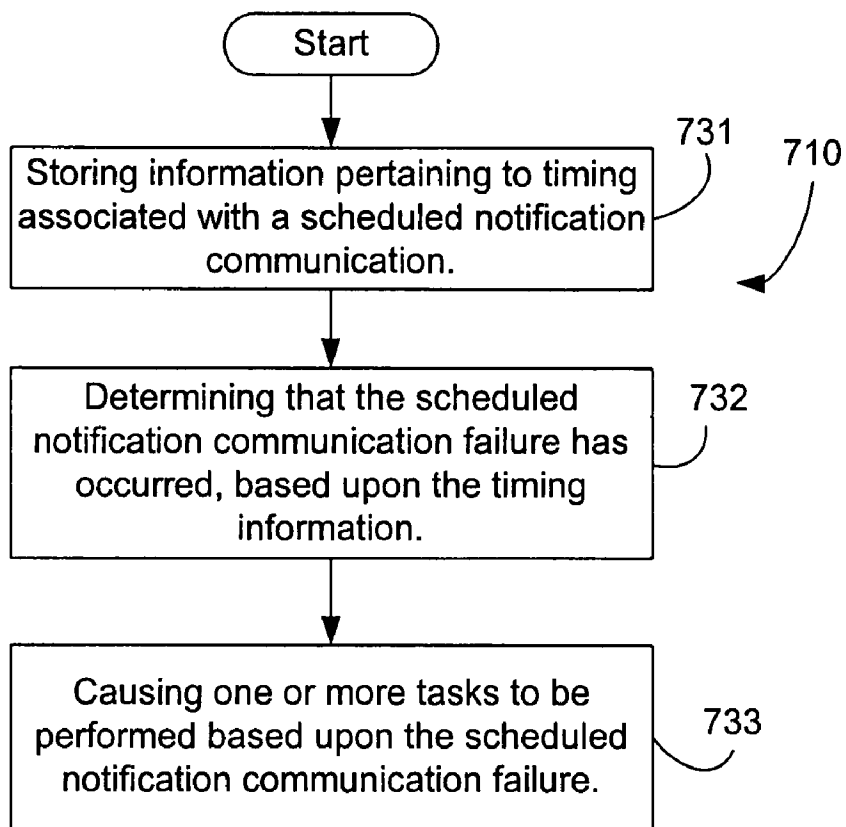 Start
731
710
Storing information pertaining to timing
associated with a scheduled notification
communication.
732
Determining that the scheduled
notification communication failure has
occurred, based upon the timing
information.
Causing one or more tasks to be
performed based upon the scheduled
notification communication failure.
733